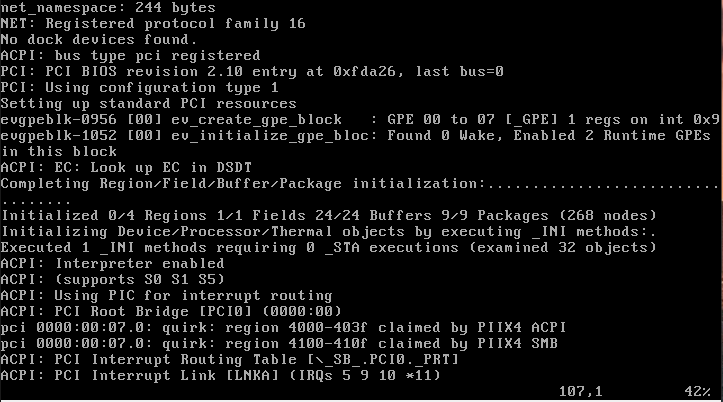 net_namespace: 244 bytes
NET: Registered protocol family 16
No dock devices found.
ACPI: bus type pci registered
PCI: PCI BIOS revision 2.10 entry at 0xfda26, last bus=0
PCI: Using configuration type 1
Setting up standard PCI resources
evgpeblk-0956 [00] ev_create_gpe_block   : GPE 00 to 07 [_GPE] 1 regs on int 0x9
evgpeblk-1052 [00] ev_initialize_gpe_bloc: Found 0 Wake, Enabled 2 Runtime GPEs
in this block
ACPI: EC: Look up EC in DSDT
Completing Region/Field/Buffer/Package initialization:...........................
........
Initialized 0/4 Regions 1/1 Fields 24/24 Buffers 9/9 Packages (268 nodes)
Initializing Device/Processor/Thermal objects by executing _INI methods:.
Executed 1 _INI methods requiring 0 _STA executions (examined 32 objects)
ACPI: Interpreter enabled
ACPI: (supports S0 S1 S5)
ACPI: Using PIC for interrupt routing
ACPI: PCI Root Bridge [PCI0] (0000:00)
pci 0000:00:07.0: quirk: region 4000-403f claimed by PIIX4 ACPI
pci 0000:00:07.0: quirk: region 4100-410f claimed by PIIX4 SMB
ACPI: PCI Interrupt Routing Table [\_SB_.PCI0._PRT]
ACPI: PCI Interrupt Link [LNKA] (IRQs 5 9 10 *11)
107,1 42%